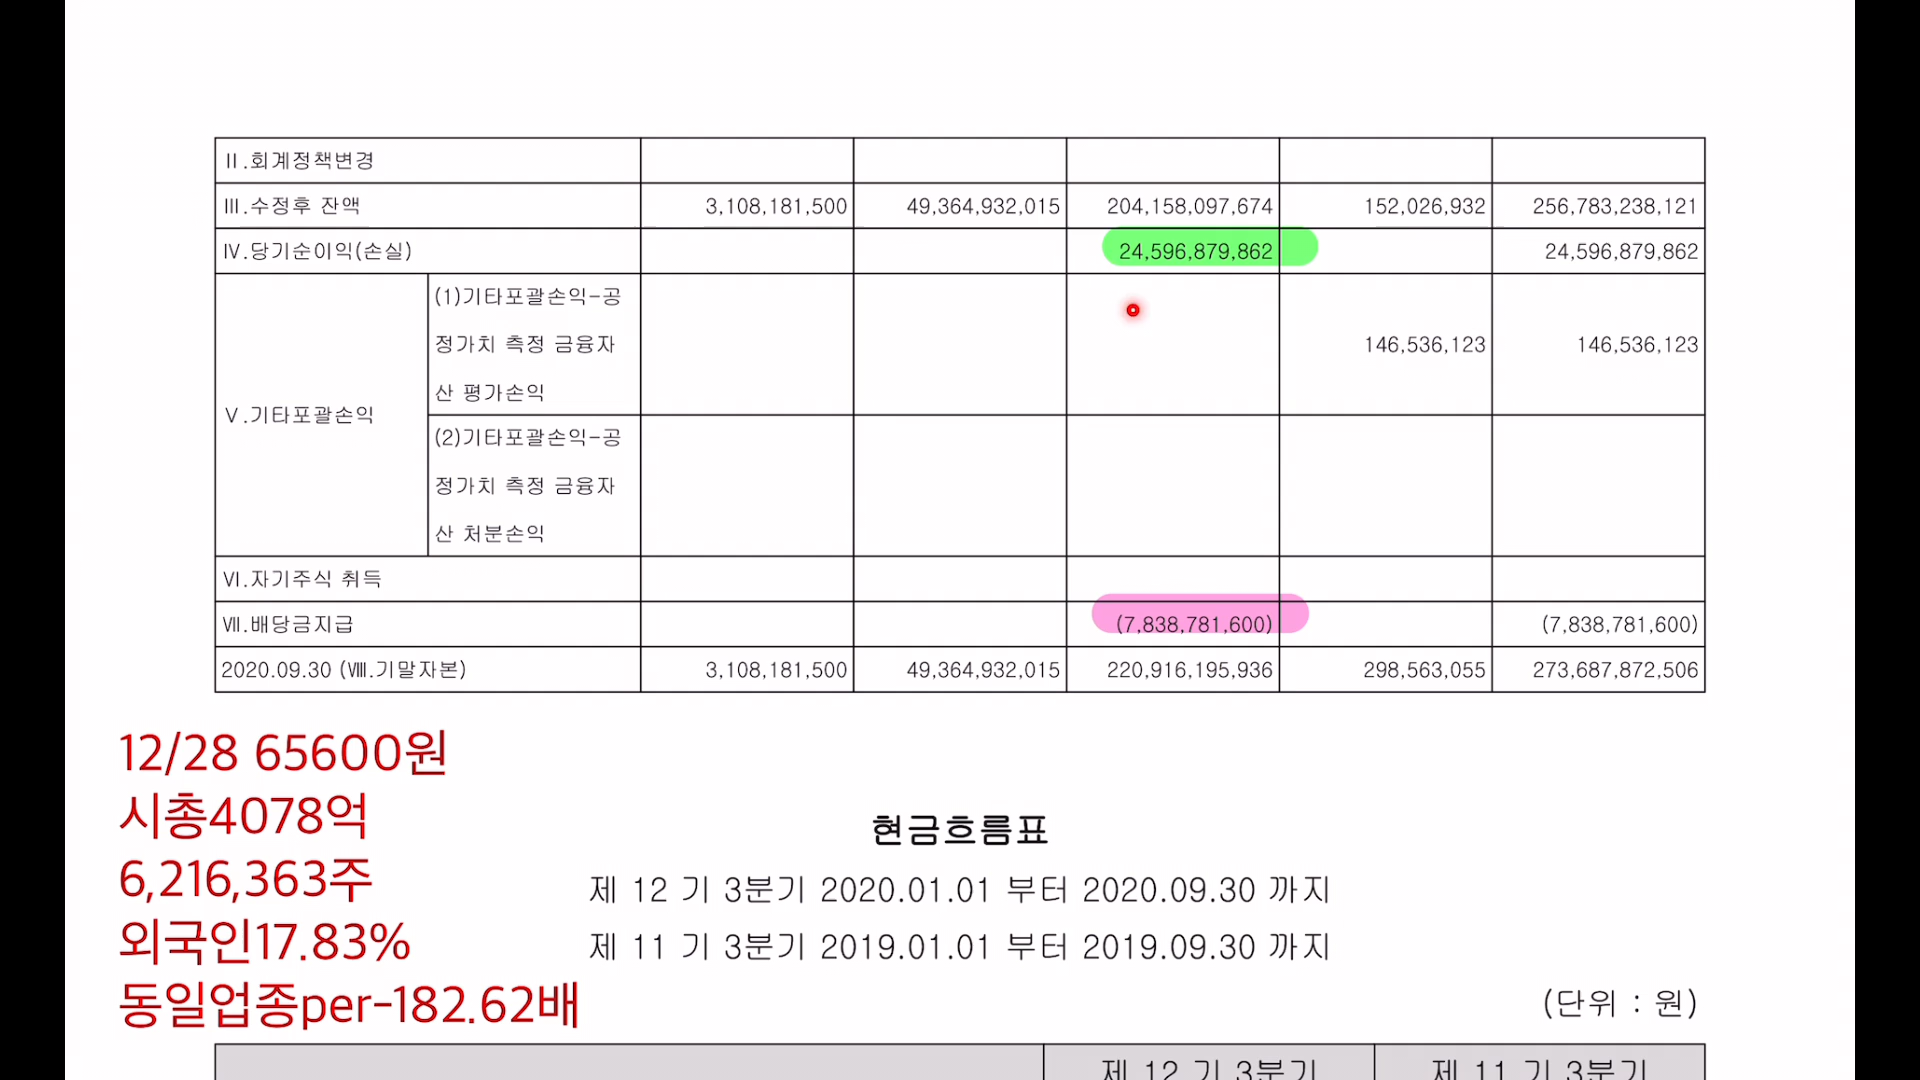 Ⅱ.회계정책변경
Ⅲ.수정후 잔액 3,108,181,500 49,364,932,015 204,158,097,674 152,026,932 256,783,238,121
Ⅳ.당기순이익(손실) 24,596,879,862 24,596,879,862
Ⅴ.기타포괄손익
(1)기타포괄손익-공
정가치 측정 금융자
산 평가손익
146,536,123 146,536,123
(2)기타포괄손익-공
정가치 측정 금융자
산 처분손익
Ⅵ.자기주식 취득
Ⅶ.배당금지급 (7,838,781,600) (7,838,781,600)
2020.09.30 (Ⅷ.기말자본) 3,108,181,500 49,364,932,015 220,916,195,936 298,563,055 273,687,872,506
12/28 65600원
시총4078억
6,216,363주
외국인17.83%
동일업종per-182.62배
현금흐름표
제 12 기 3분기 2020.01.01 부터 2020.09.30 까지
제 11 기 3분기 2019.01.01 부터 2019.09.30 까지
(단위 : 원)
제 12 기 3분기 제 11 기 3분기